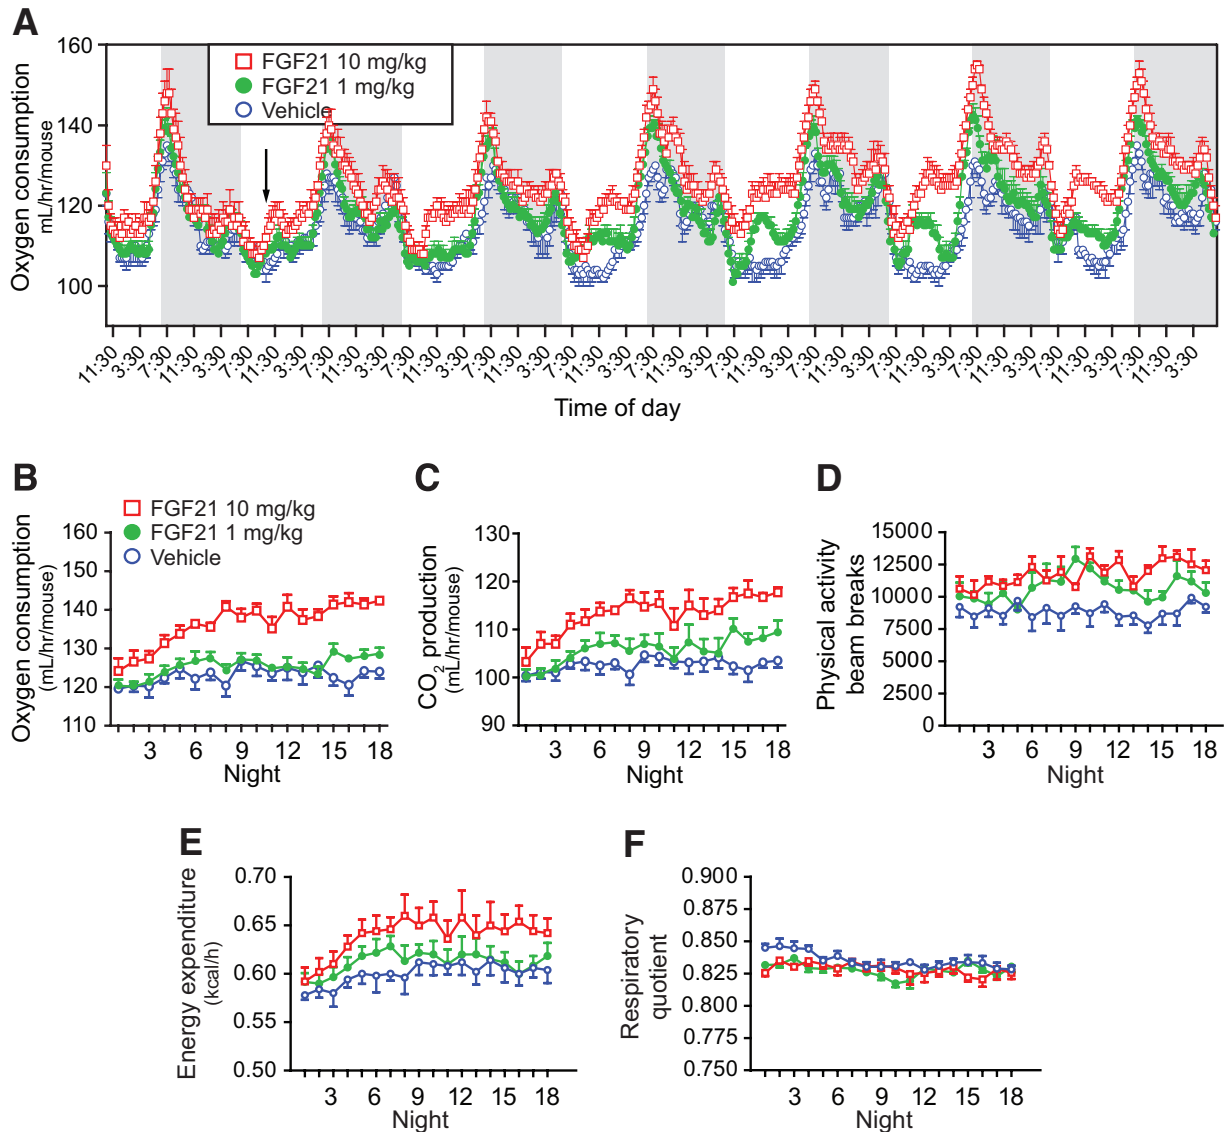 A
Oxygen consumption
mL/hr/mouse
160
140
120
100
FGF21 10 mg/kg
FGF21 1 mg/kg
Vehicle
11:30 3:30 7:30 11:30 3:30 7:30 11:30 3:30 7:30 11:30 3:30 7:30 11:30 3:30 7:30 11:30 3:30 7:30 11:30 3:30 7:30 11:30 3:30 7:30 11:30 3:30 7:30 11:30 3:30 7:30 11:30 3:30 7:30 11:30 3:30 7:30 11:30 3:30 7:30 11:30 3:30
Time of day
B
FGF21 10 mg/kg
FGF21 1 mg/kg
Vehicle
Oxygen consumption
(mL/hr/mouse)
160
150
140
130
120
110
3 6 9 12 15 18
Night
C
CO2 production
(mL/hr/mouse)
130
120
110
100
90
3 6 9 12 15 18
Night
D
Physical activity
beam breaks
15000
12500
10000
7500
5000
2500
0
3 6 9 12 15 18
Night
E
Energy expenditure
(kcal/h)
0.70
0.65
0.60
0.55
0.50
3 6 9 12 15 18
Night
F
Respiratory
quotient
0.900
0.875
0.850
0.825
0.800
0.775
0.750
3 6 9 12 15 18
Night